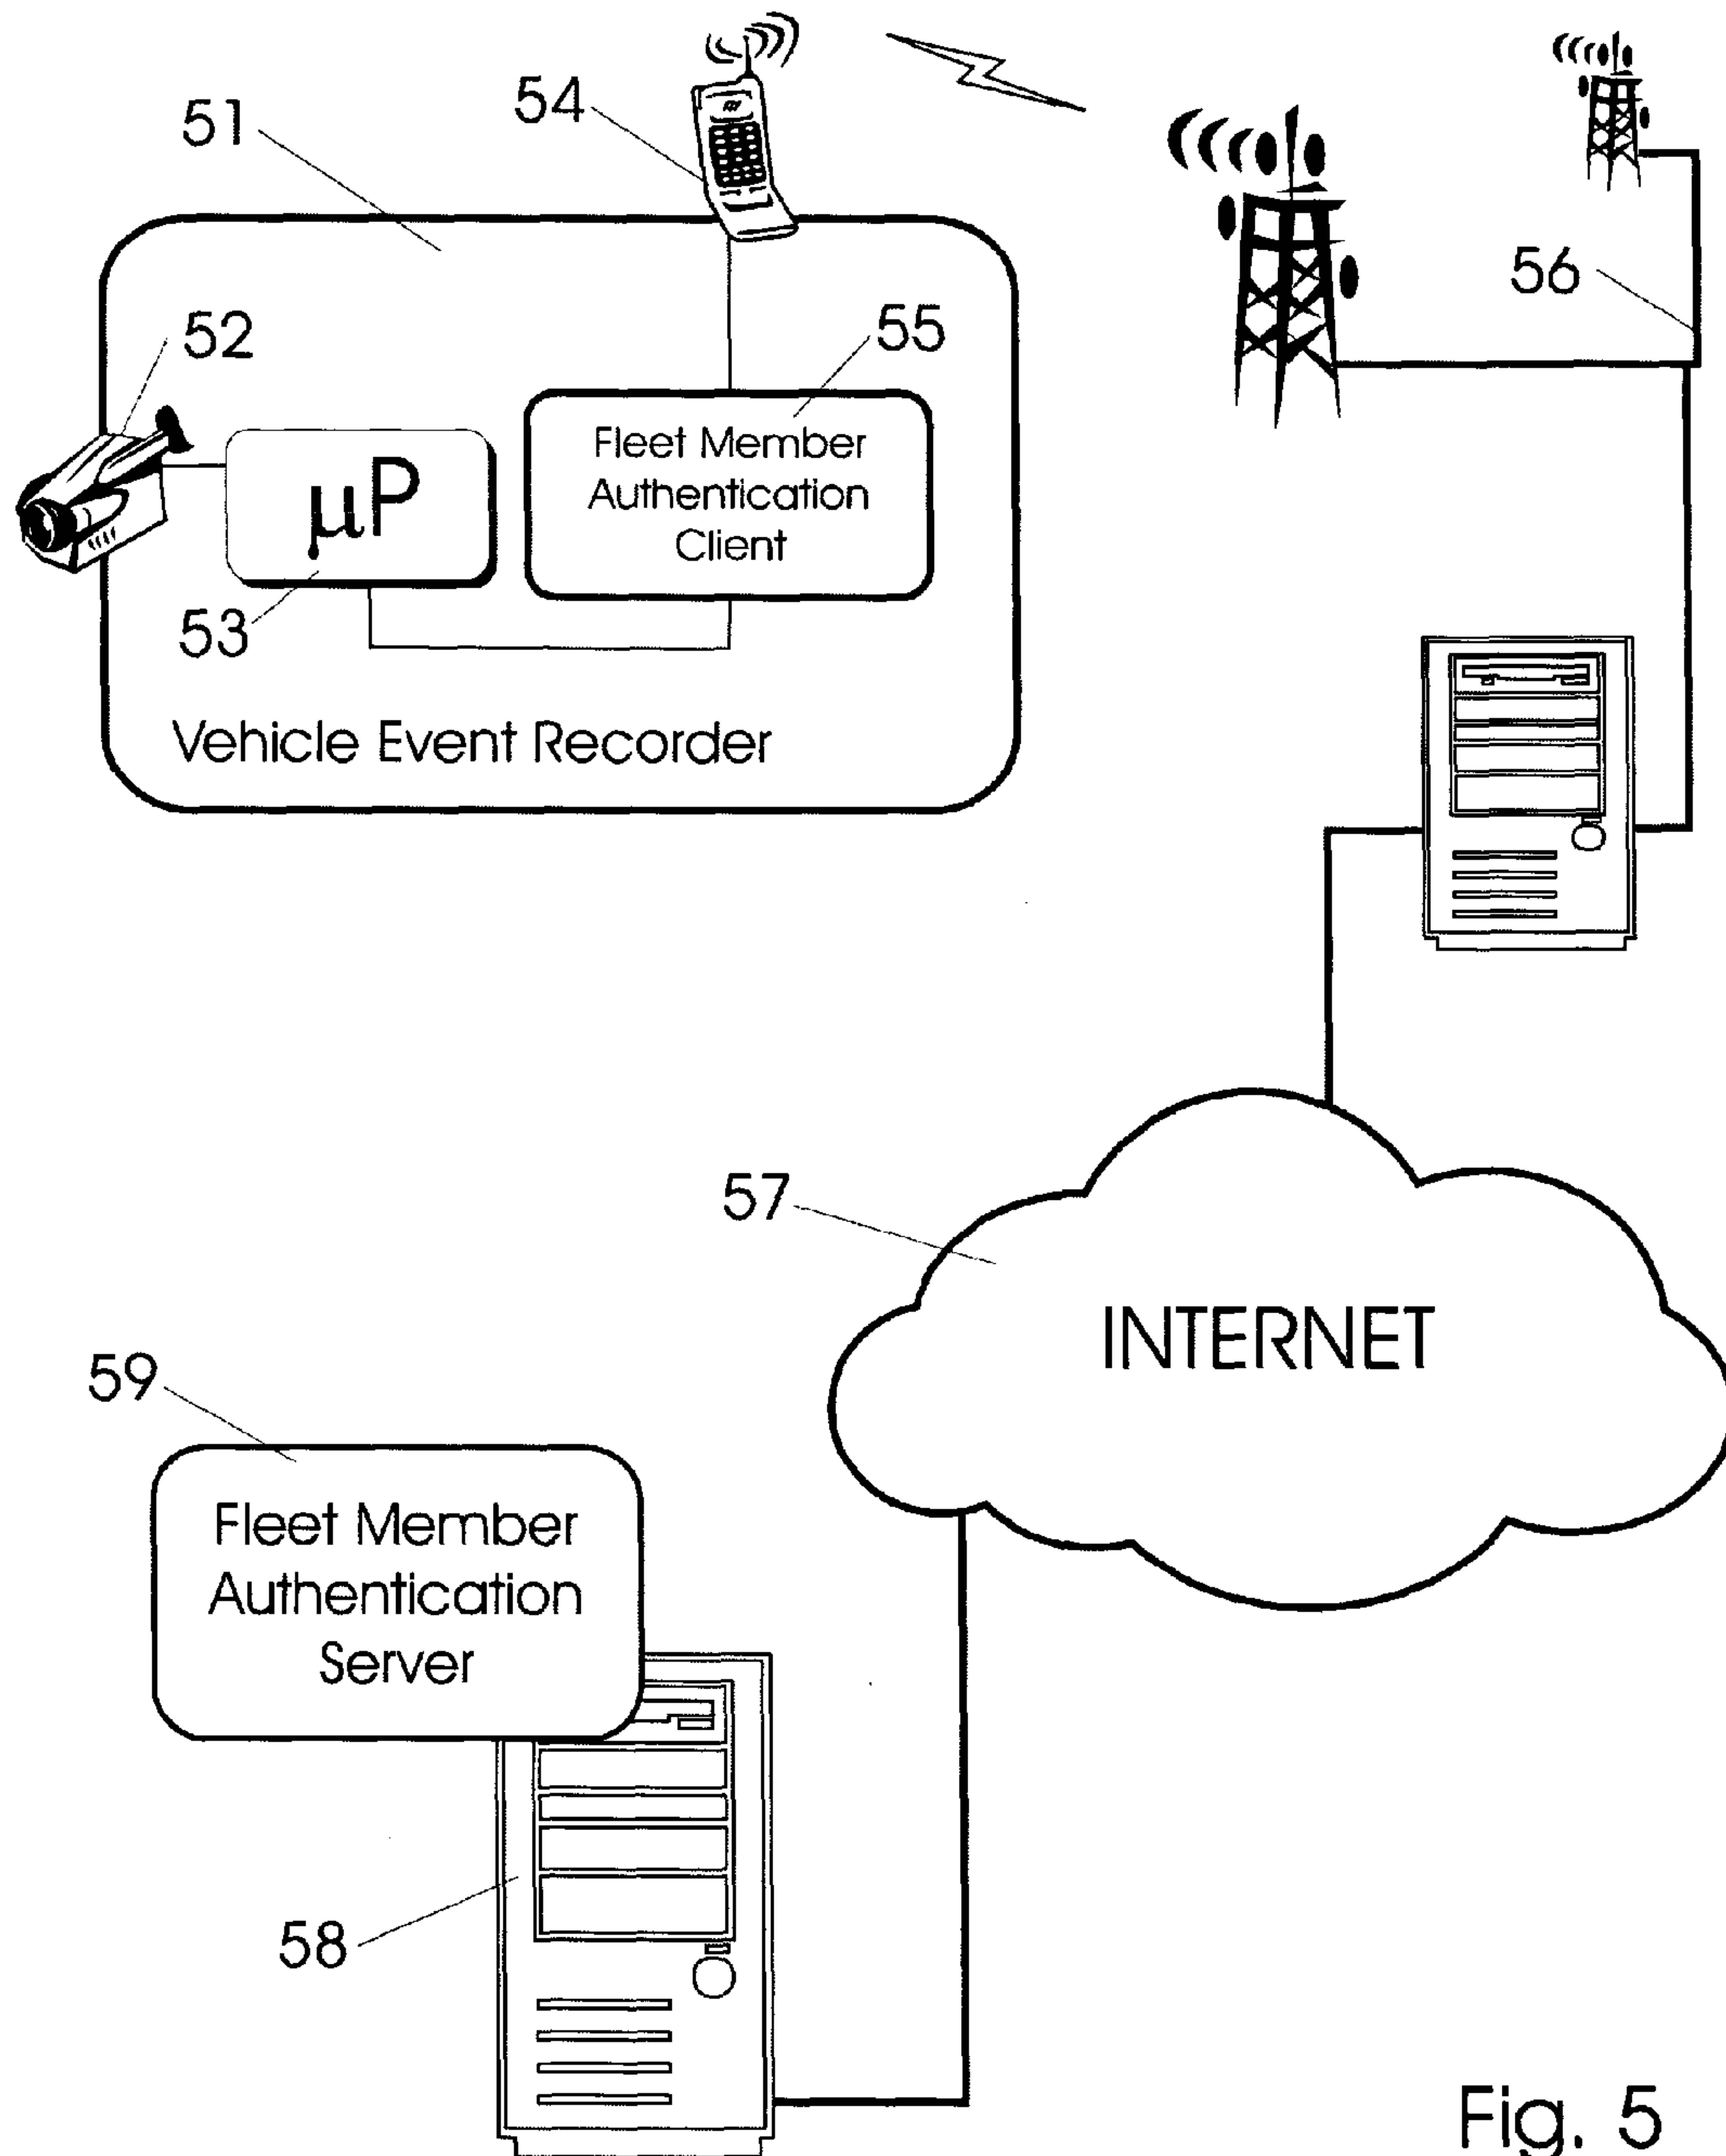 54
51
56
52
55
Fleet Member
Authentication
Client
µP
53
Vehicle Event Recorder
57
INTERNET
59
Fleet Member
Authentication
Server
58
Fig. 5